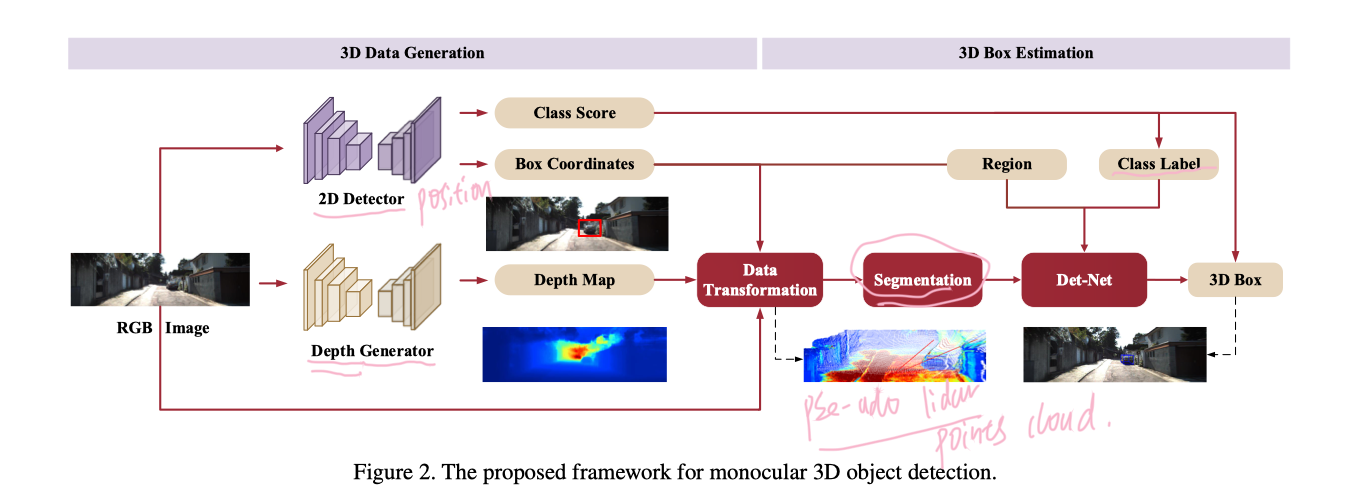 3D Data Generation
3D Box Estimation
Class Score
Box Coordinates
Region
Class Label
2D Detector
position
Depth Map
Data
Transformation
Segmentation
Det-Net
3D Box
RGB Image
Depth Generator
pse-udo lidar
points cloud.
Figure 2. The proposed framework for monocular 3D object detection.